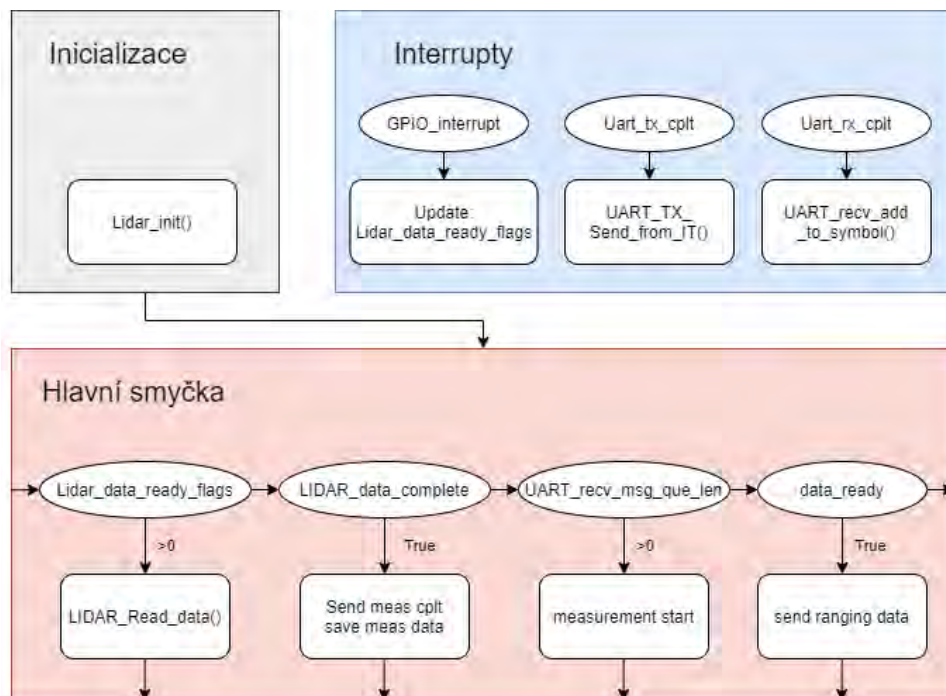 Inicializace
Lidar_init()
Interrupty
GPIO_interrupt
Uart_tx_cplt
Uart_rx_cplt
Update
Lidar_data_ready_flags
UART_TX_
Send_from_IT()
UART_recv_add
_to_symbol()
Hlavní smyčka
Lidar_data_ready_flags
LIDAR_data_complete
UART_recv_msg_que_len
data_ready
>0
True
>0
True
LIDAR_Read_data()
Send meas cplt
save meas data
measurement start
send ranging data